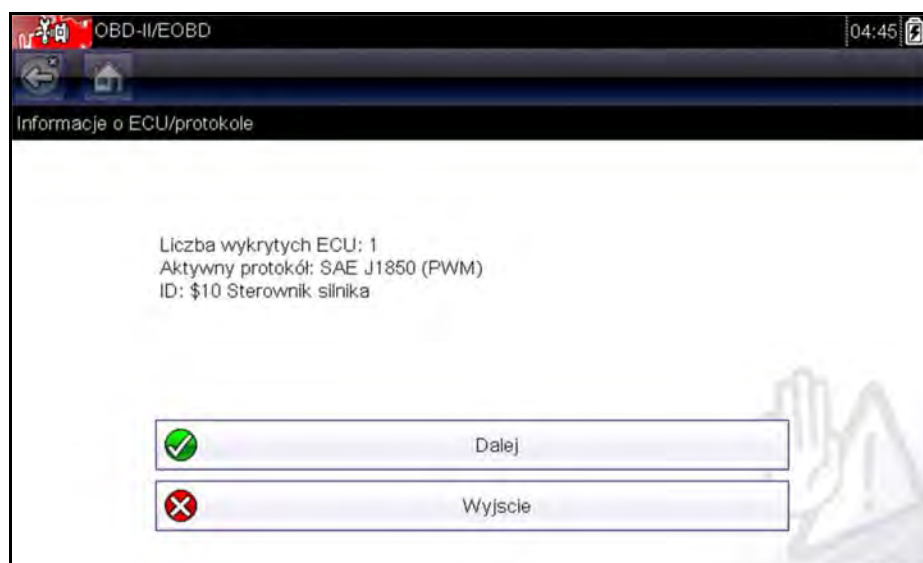 OBD-II/EOBD
04:45
Informacje o ECU/protokole
Liczba wykrytych ECU: 1
Aktywny protokół: SAE J1850 (PWM)
ID: $10 Sterownik silnika
Dalej
Wyjscie